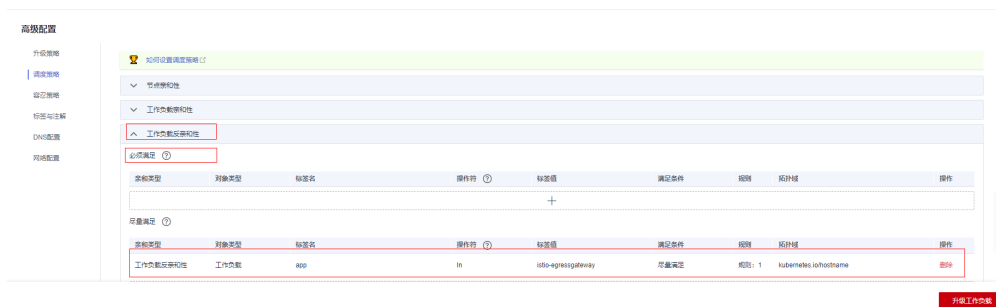 高级配置
升级策略
调度策略
容忍策略
标签与注解
DNS配置
网络配置
如何设置调度策略
节点亲和性
工作负载亲和性
工作负载反亲和性
必须满足 ?
亲和类型 对象类型 标签名 操作符 ? 标签值 满足条件 规则 拓扑域 操作
+
尽量满足 ?
亲和类型 对象类型 标签名 操作符 ? 标签值 满足条件 规则 拓扑域 操作
工作负载反亲和性 工作负载 app In istio-egressgateway 尽量满足 规则：1 kubernetes.io/hostname 删除
升级工作负载